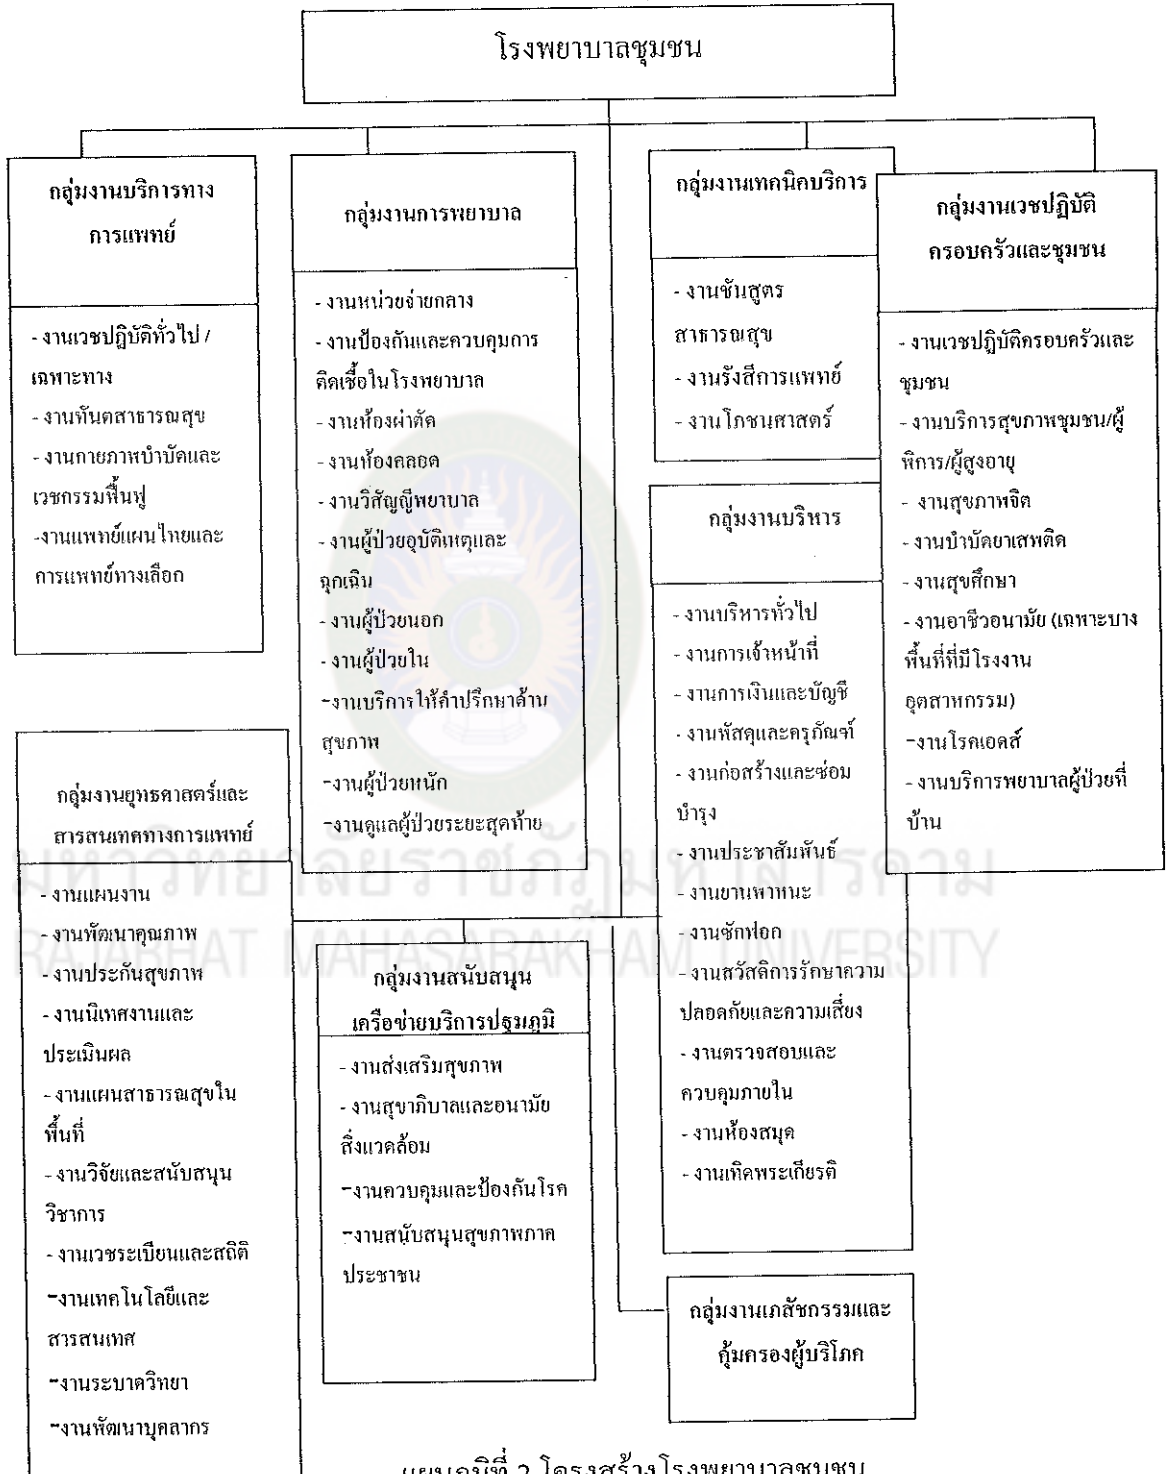 โรงพยาบาลชุมชน
กลุ่มงานบริการทาง
การแพทย์
- งานเวชปฏิบัติทั่วไป /
เฉพาะทาง
- งานทันตสาธารณสุข
- งานกายภาพบำบัดและ
เวชกรรมฟื้นฟู
-งานแพทย์แผนไทยและ
การแพทย์ทางเลือก
กลุ่มงานการพยาบาล
- งานหน่วยจ่ายกลาง
- งานป้องกันและควบคุมการ
ติดเชื้อในโรงพยาบาล
- งานห้องผ่าตัด
- งานห้องคลอด
- งานวิสัญญีพยาบาล
- งานผู้ป่วยอุบัติเหตุและ
ฉุกเฉิน
- งานผู้ป่วยนอก
- งานผู้ป่วยใน
-งานบริการให้คำปรึกษาด้าน
สุขภาพ
-งานผู้ป่วยหนัก
-งานดูแลผู้ป่วยระยะสุดท้าย
กลุ่มงานเทคนิคบริการ
- งานชันสูตร
สาธารณสุข
- งานรังสีการแพทย์
- งานโภชนศาสตร์
กลุ่มงานเวชปฏิบัติ
ครอบครัวและชุมชน
- งานเวชปฏิบัติครอบครัวและ
ชุมชน
- งานบริการสุขภาพชุมชน/ผู้
พิการ/ผู้สูงอายุ
- งานสุขภาพจิต
- งานบำบัดยาเสพติด
- งานสุขศึกษา
- งานอาชีวอนามัย (เฉพาะบาง
พื้นที่ที่มีโรงงาน
อุตสาหกรรม)
-งานโรคเอดส์
- งานบริการพยาบาลผู้ป่วยที่
บ้าน
กลุ่มงานบริหาร
- งานบริหารทั่วไป
- งานการเจ้าหน้าที่
- งานการเงินและบัญชี
- งานพัสดุและครุภัณฑ์
- งานก่อสร้างและซ่อม
บำรุง
- งานประชาสัมพันธ์
- งานยานพาหนะ
- งานซักฟอก
- งานสวัสดิการรักษาความ
ปลอดภัยและความเสี่ยง
- งานตรวจสอบและ
ควบคุมภายใน
- งานห้องสมุด
- งานเทิดพระเกียรติ
กลุ่มงานยุทธศาสตร์และ
สารสนเทศทางการแพทย์
- งานแผนงาน
- งานพัฒนาคุณภาพ
- งานประกันสุขภาพ
- งานนิเทศงานและ
ประเมินผล
- งานแผนสาธารณสุขใน
พื้นที่
- งานวิจัยและสนับสนุน
วิชาการ
- งานเวชระเบียนและสถิติ
-งานเทคโนโลยีและ
สารสนเทศ
-งานระบาดวิทยา
-งานพัฒนาบุคลากร
กลุ่มงานสนับสนุน
เครือข่ายบริการปฐมภูมิ
- งานส่งเสริมสุขภาพ
- งานสุขาภิบาลและอนามัย
สิ่งแวดล้อม
-งานควบคุมและป้องกันโรค
-งานสนับสนุนสุขภาพภาค
ประชาชน
กลุ่มงานเภสัชกรรมและ
คุ้มครองผู้บริโภค
มหาวิทยาลัยราชภัฏมหาสารคาม
RAJABHAT MAHASARAKHAM UNIVERSITY
แผนภูมิที่ 2 โครงสร้างโรงพยาบาลชุมชน